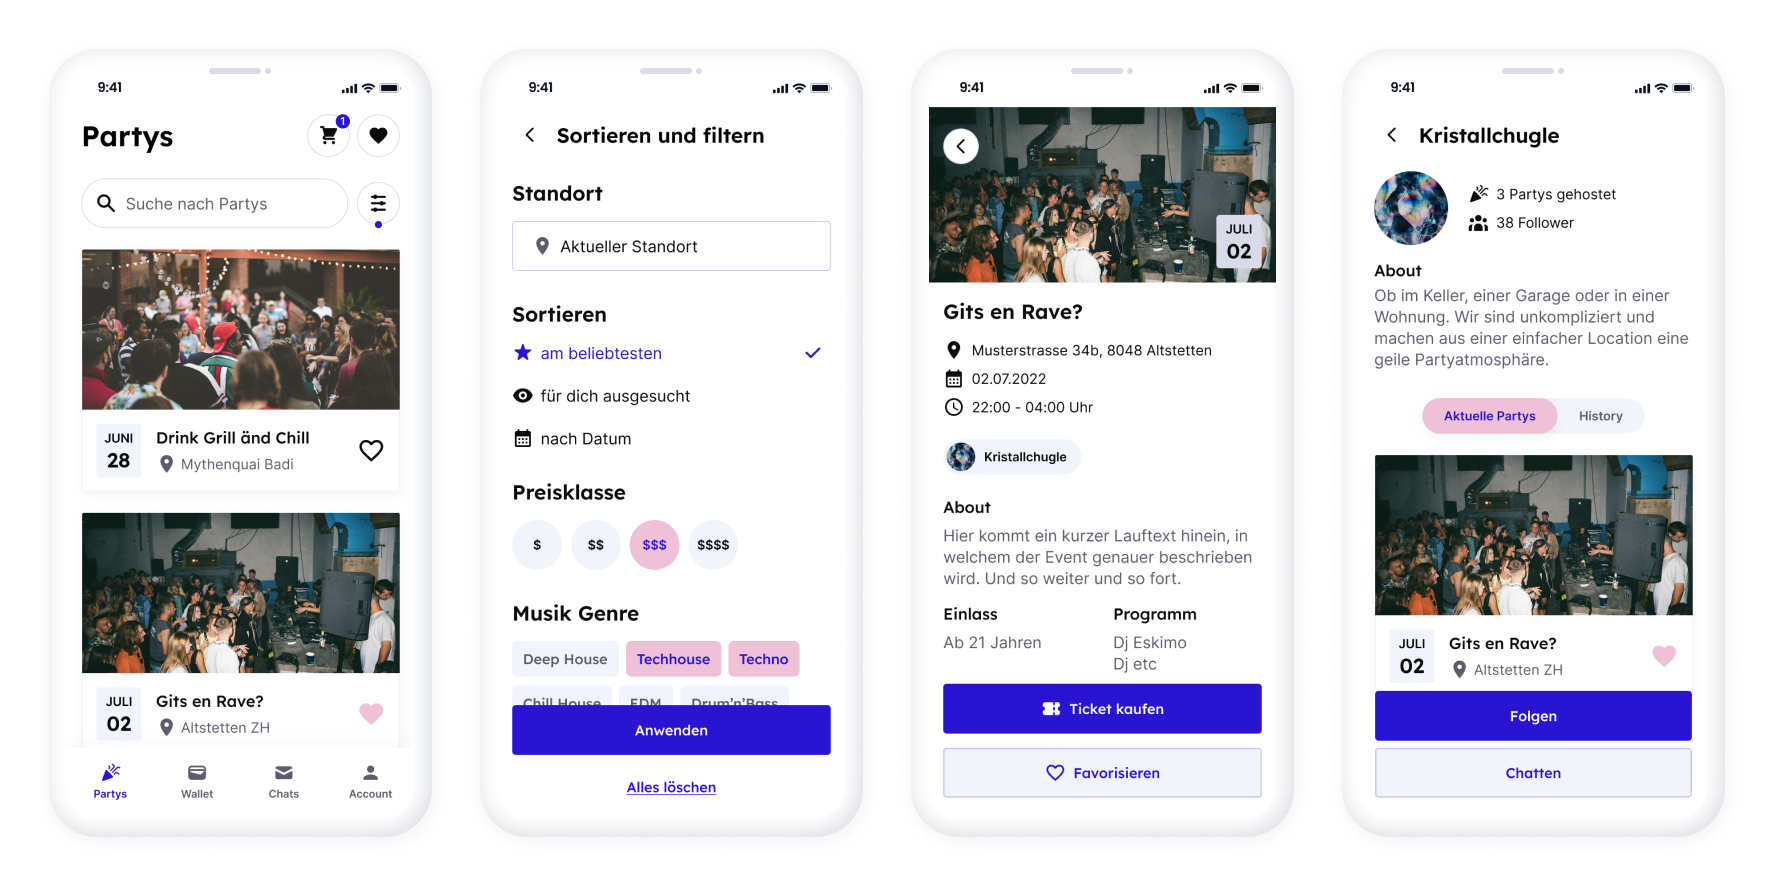 9:41
Partys
1
Suche nach Partys
JUNI
28
Drink Grill änd Chill
Mythenquai Badi
JULI
02
Gits en Rave?
Altstetten ZH
Partys
Wallet
Chats
Account
9:41
Sortieren und filtern
Standort
Aktueller Standort
Sortieren
am beliebtesten
für dich ausgesucht
nach Datum
Preisklasse
$ $$ $$$ $$$$
Musik Genre
Deep House Techhouse Techno
Chill House EDM Drum'n'Bass
Anwenden
Alles löschen
9:41
JULI
02
Gits en Rave?
Musterstrasse 34b, 8048 Altstetten
02.07.2022
22:00 - 04:00 Uhr
Kristallchugle
About
Hier kommt ein kurzer Lauftext hinein, in
welchem der Event genauer beschrieben
wird. Und so weiter und so fort.
Einlass
Ab 21 Jahren
Programm
Dj Eskimo
Dj etc
Ticket kaufen
Favorisieren
9:41
Kristallchugle
3 Partys gehostet
38 Follower
About
Ob im Keller, einer Garage oder in einer
Wohnung. Wir sind unkompliziert und
machen aus einer einfacher Location eine
geile Partyatmosphäre.
Aktuelle Partys
History
JULI
02
Gits en Rave?
Altstetten ZH
Folgen
Chatten